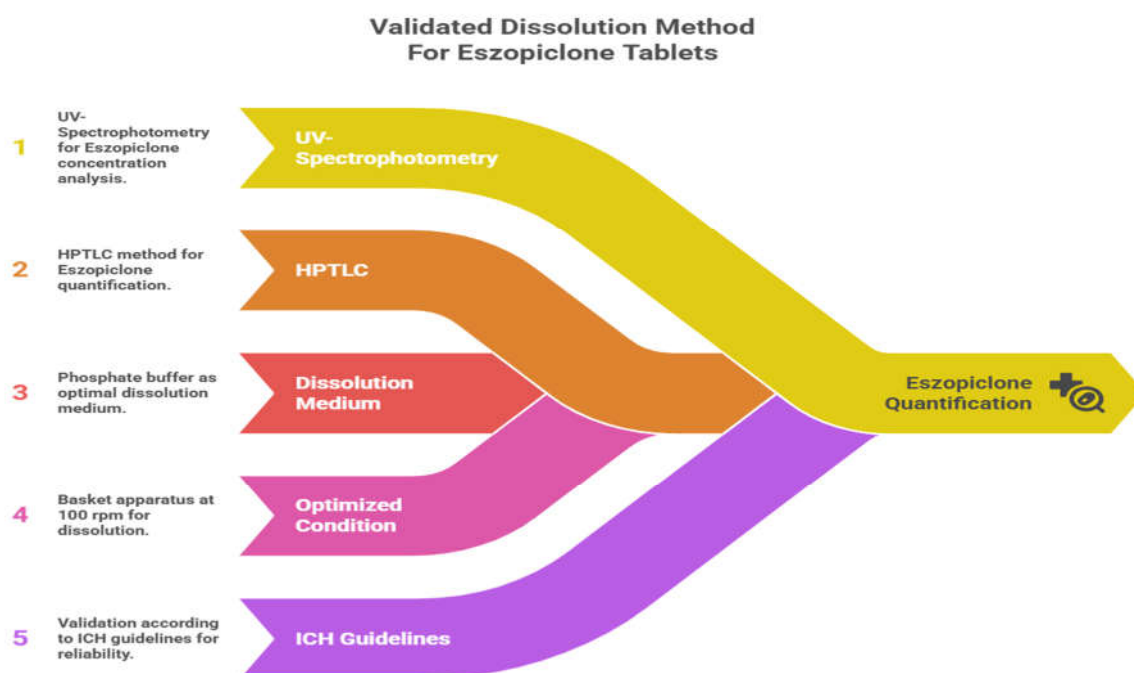 Validated Dissolution Method
For Eszopiclone Tablets
1
UV-
Spectrophotometry
for Eszopiclone
concentration
analysis.
UV-
Spectrophotometry
2
HPTLC method for
Eszopiclone
quantification.
HPTLC
3
Phosphate buffer as
optimal dissolution
medium.
Dissolution
Medium
Eszopiclone
Quantification
4
Basket apparatus at
100 rpm for
dissolution.
Optimized
Condition
5
Validation according
to ICH guidelines for
reliability.
ICH Guidelines